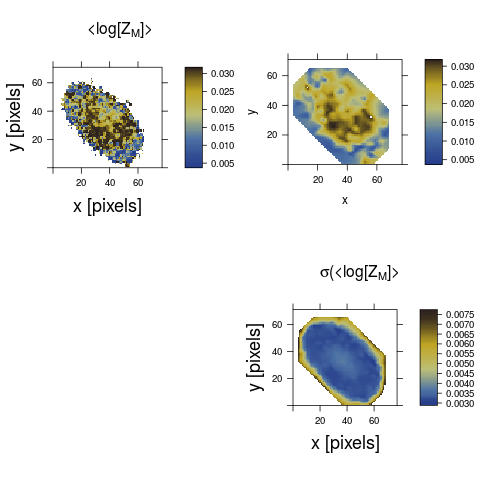 <log[Z_M]>
60
40
20
20 40 60
x [pixels]
y [pixels]
0.030
0.025
0.020
0.015
0.010
0.005
60
40
20
20 40 60
x
y
0.030
0.025
0.020
0.015
0.010
0.005
σ(<log[Z_M]>
60
40
20
20 40 60
x [pixels]
y [pixels]
0.0075
0.0070
0.0065
0.0060
0.0055
0.0050
0.0045
0.0040
0.0035
0.0030